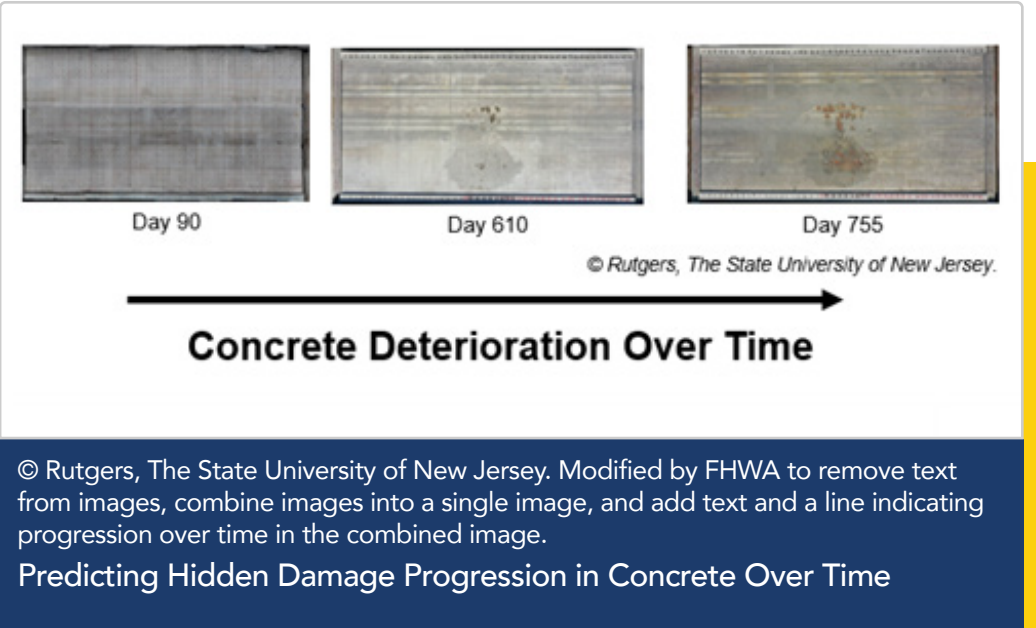 Day 90
Day 610
Day 755
© Rutgers, The State University of New Jersey.
Concrete Deterioration Over Time
© Rutgers, The State University of New Jersey. Modified by FHWA to remove text
from images, combine images into a single image, and add text and a line indicating
progression over time in the combined image.
Predicting Hidden Damage Progression in Concrete Over Time